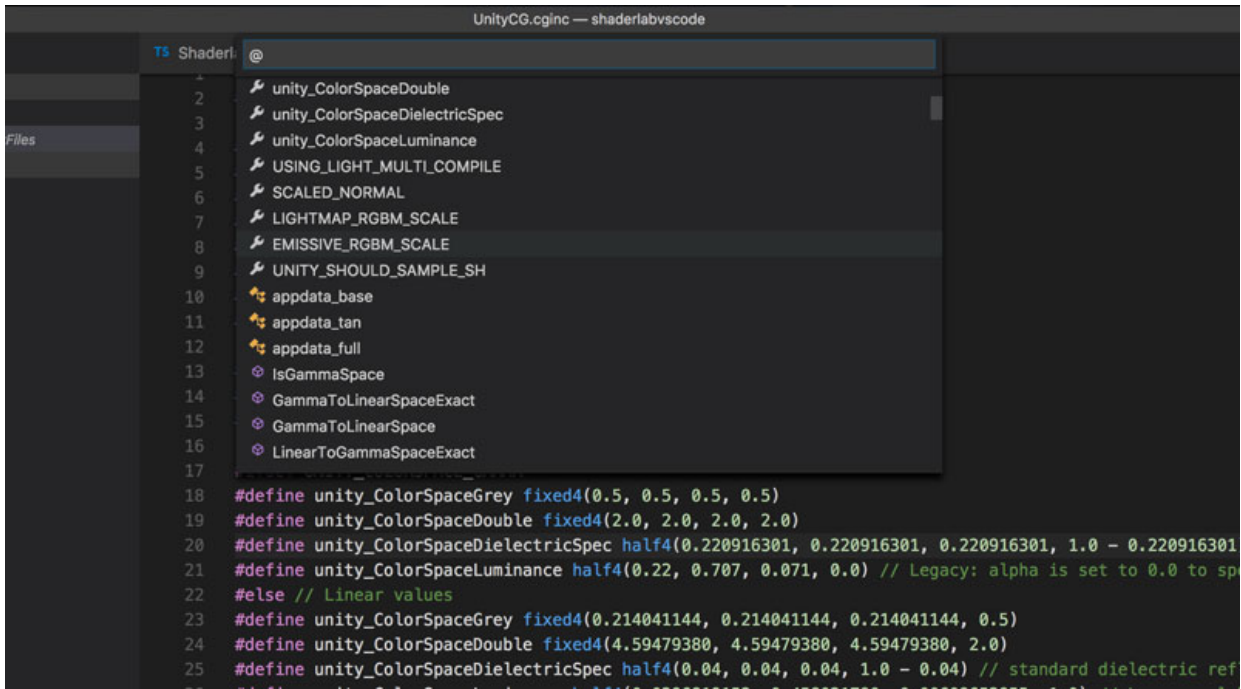 UnityCG.cginc — shaderlabvscode
TS Shaderl
@
Files
unity_ColorSpaceDouble
unity_ColorSpaceDielectricSpec
unity_ColorSpaceLuminance
USING_LIGHT_MULTI_COMPILE
SCALED_NORMAL
LIGHTMAP_RGBM_SCALE
EMISSIVE_RGBM_SCALE
UNITY_SHOULD_SAMPLE_SH
appdata_base
appdata_tan
appdata_full
IsGammaSpace
GammaToLinearSpaceExact
GammaToLinearSpace
LinearToGammaSpaceExact
1
2
3
4
5
6
7
8
9
10
11
12
13
14
15
16
17
18 #define unity_ColorSpaceGrey fixed4(0.5, 0.5, 0.5, 0.5)
19 #define unity_ColorSpaceDouble fixed4(2.0, 2.0, 2.0, 2.0)
20 #define unity_ColorSpaceDielectricSpec half4(0.220916301, 0.220916301, 0.220916301, 1.0 - 0.220916301
21 #define unity_ColorSpaceLuminance half4(0.22, 0.707, 0.071, 0.0) // Legacy: alpha is set to 0.0 to spe
22 #else // Linear values
23 #define unity_ColorSpaceGrey fixed4(0.214041144, 0.214041144, 0.214041144, 0.5)
24 #define unity_ColorSpaceDouble fixed4(4.59479380, 4.59479380, 4.59479380, 2.0)
25 #define unity_ColorSpaceDielectricSpec half4(0.04, 0.04, 0.04, 1.0 - 0.04) // standard dielectric ref